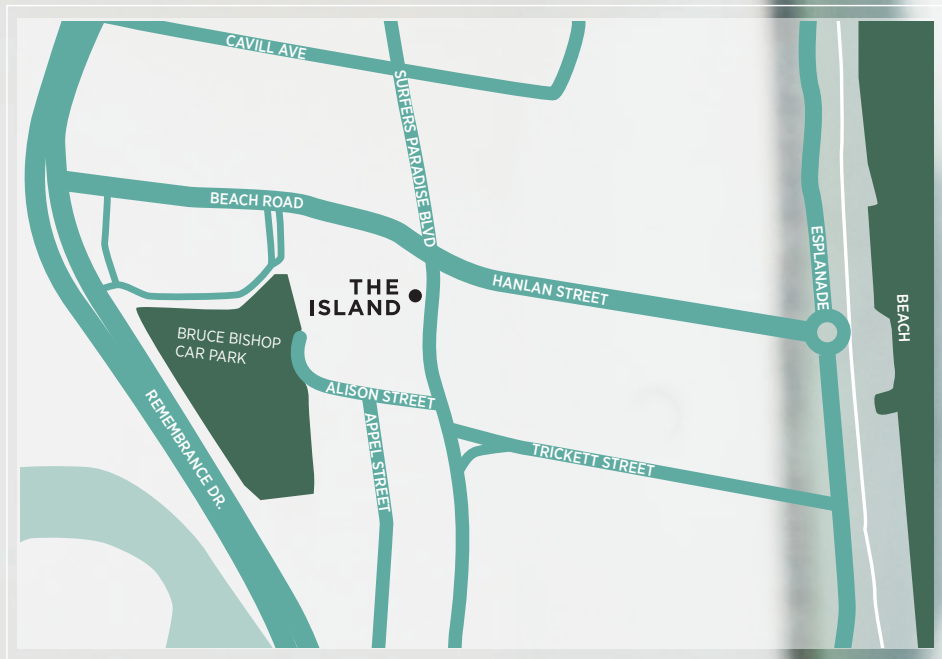 CAVILL AVE
SURFERS PARADISE BLVD
BEACH ROAD
ESPLANADE
HANLAN STREET
THE
ISLAND
BEACH
BRUCE BISHOP
CAR PARK
ALISON STREET
REMEMBRANCE DR.
APPEL STREET
TRICKETT STREET